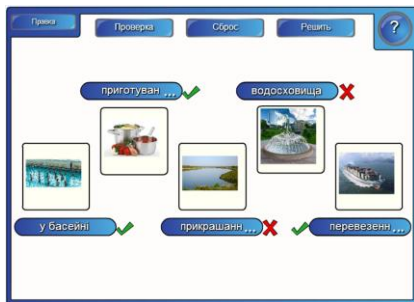 Правка
Проверка
Сброс
Решить
?
приготуван ...
водосховища
у басейні
прикрашанн ...
перевезенн ...